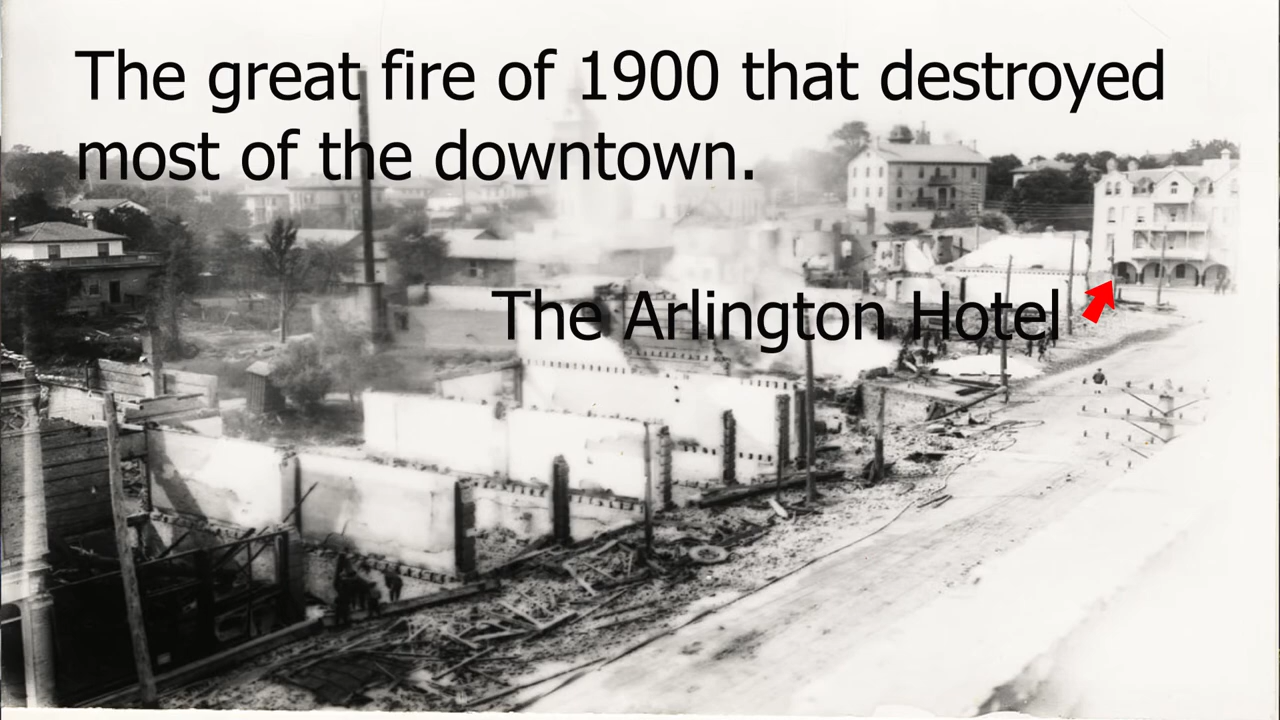 The great fire of 1900 that destroyed
most of the downtown.
The Arlington Hotel